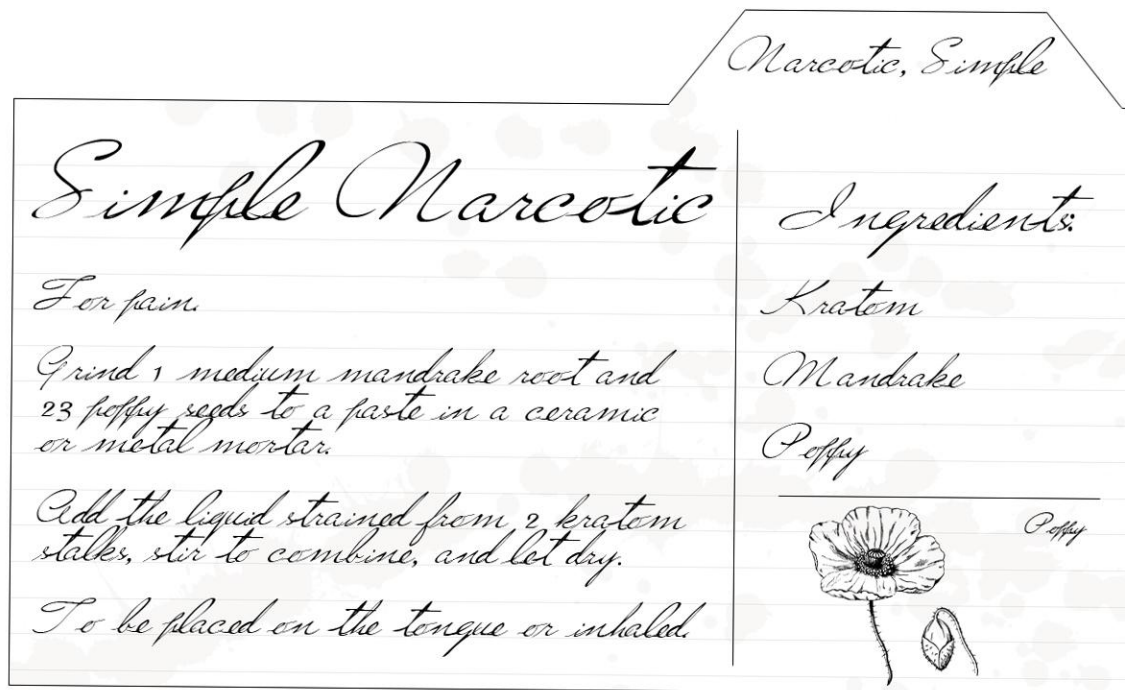 Narcotic, Simple
Simple Narcotic
For pain.
Grind 1 medium mandrake root and
23 poppy seeds to a paste in a ceramic
or metal mortar.
Add the liquid strained from 2 kratom
stalks, stir to combine, and let dry.
To be placed on the tongue or inhaled.
Ingredients:
Kratom
Mandrake
Poppy
Poppy